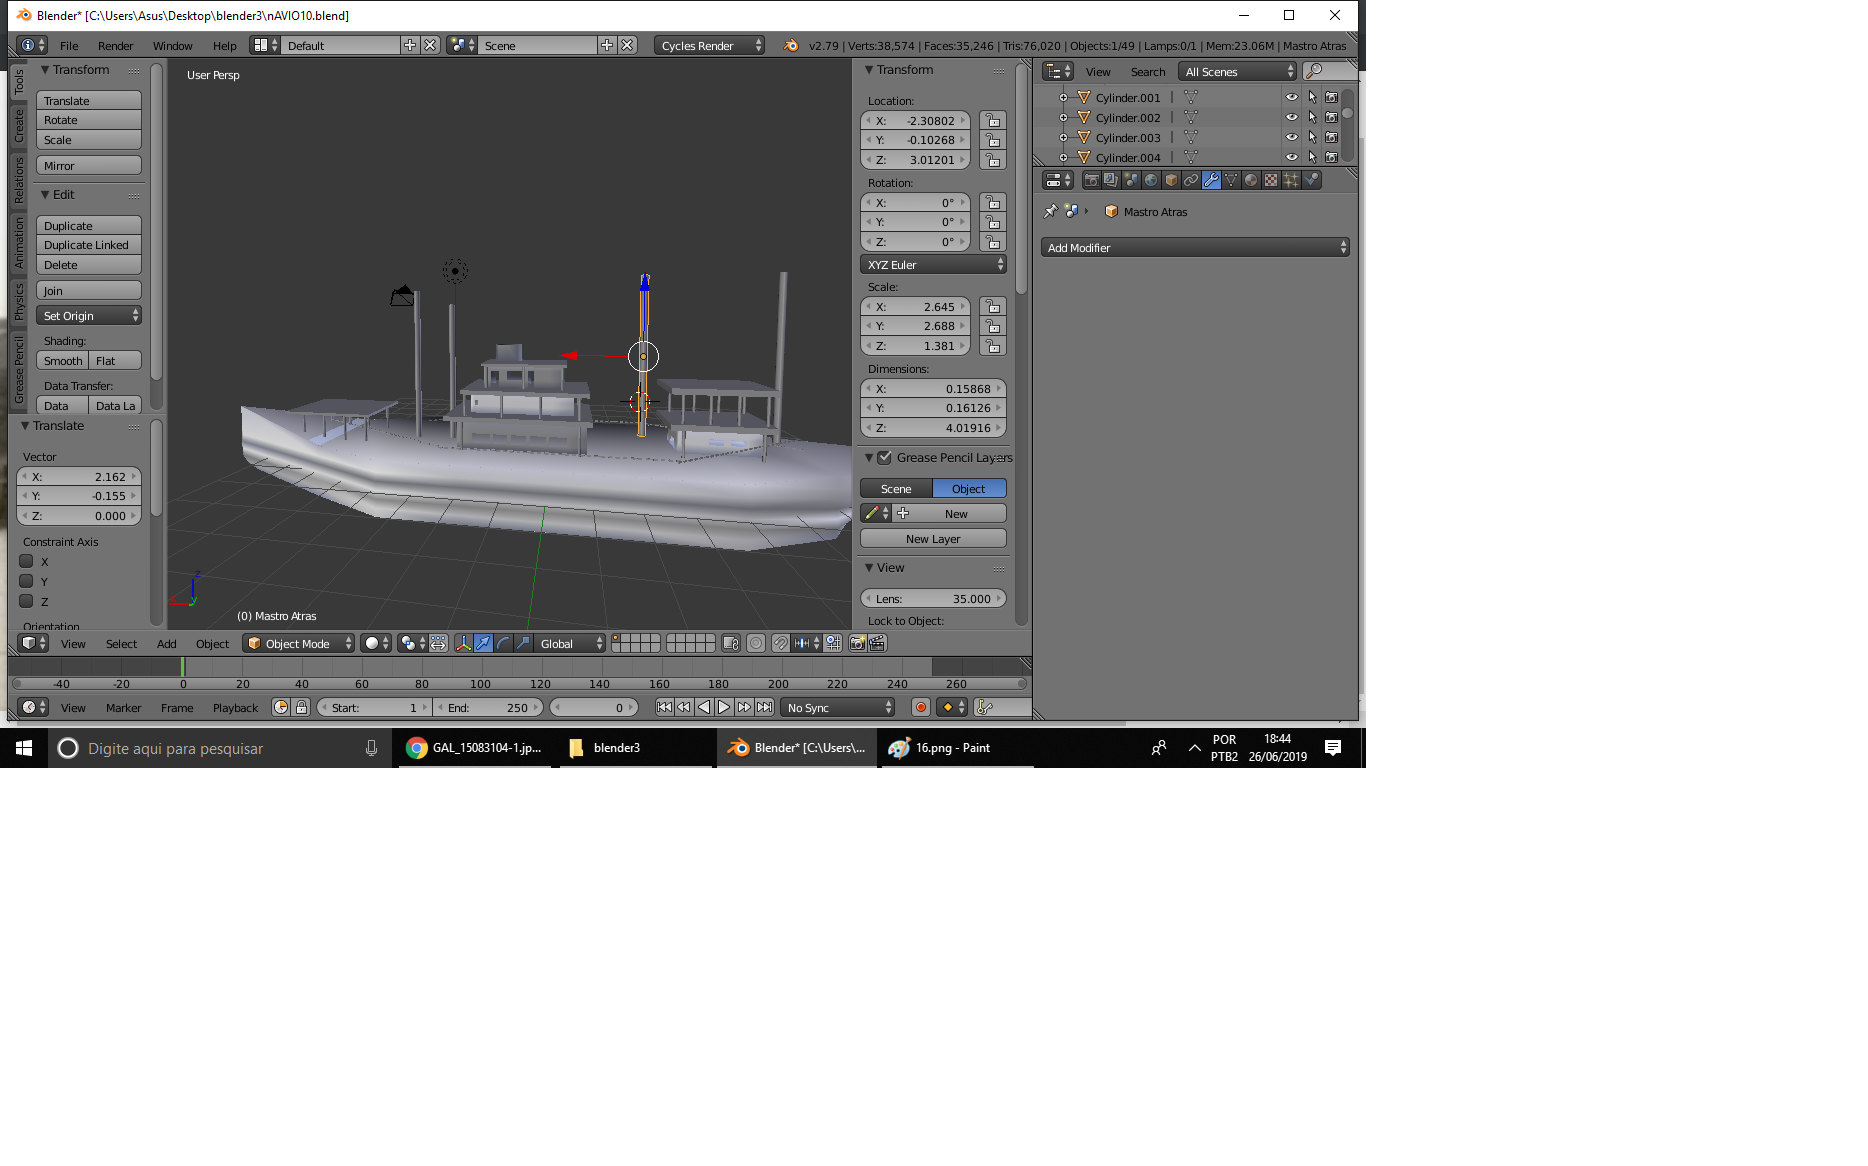 Blender* [C:\Users\Asus\Desktop\blender3\nAVIO10.blend]
File Render Window Help Default Scene Cycles Render v2.79 | Verts:38,574 | Faces:35,246 | Tris:76,020 | Objects:1/49 | Lamps:0/1 | Mem:23.06M | Mastro Atras
Tools
Create
Relations
Animation
Physics
Grease Pencil
Transform
Translate
Rotate
Scale
Mirror
Edit
Duplicate
Duplicate Linked
Delete
Join
Set Origin
Shading:
Smooth Flat
Data Transfer:
Data Data La
Translate
Vector
X: 2.162
Y: -0.155
Z: 0.000
Constraint Axis
X
Y
Z
Orientation
User Persp
z
x
y
(0) Mastro Atras
Transform
Location:
X: -2.30802
Y: -0.10268
Z: 3.01201
Rotation:
X: 0°
Y: 0°
Z: 0°
XYZ Euler
Scale:
X: 2.645
Y: 2.688
Z: 1.381
Dimensions:
X: 0.15868
Y: 0.16126
Z: 4.01916
Grease Pencil Layers
Scene Object
New
New Layer
View
Lens: 35.000
Lock to Object:
View Search All Scenes
Cylinder.001
Cylinder.002
Cylinder.003
Cylinder.004
Mastro Atras
Add Modifier
View Select Add Object Object Mode Global
-40 -20 0 20 40 60 80 100 120 140 160 180 200 220 240 260
View Marker Frame Playback Start: 1 End: 250 0 No Sync
Digite aqui para pesquisar GAL_15083104-1.jp... blender3 Blender* [C:\Users\... 16.png - Paint
POR 18:44
PTB2 26/06/2019